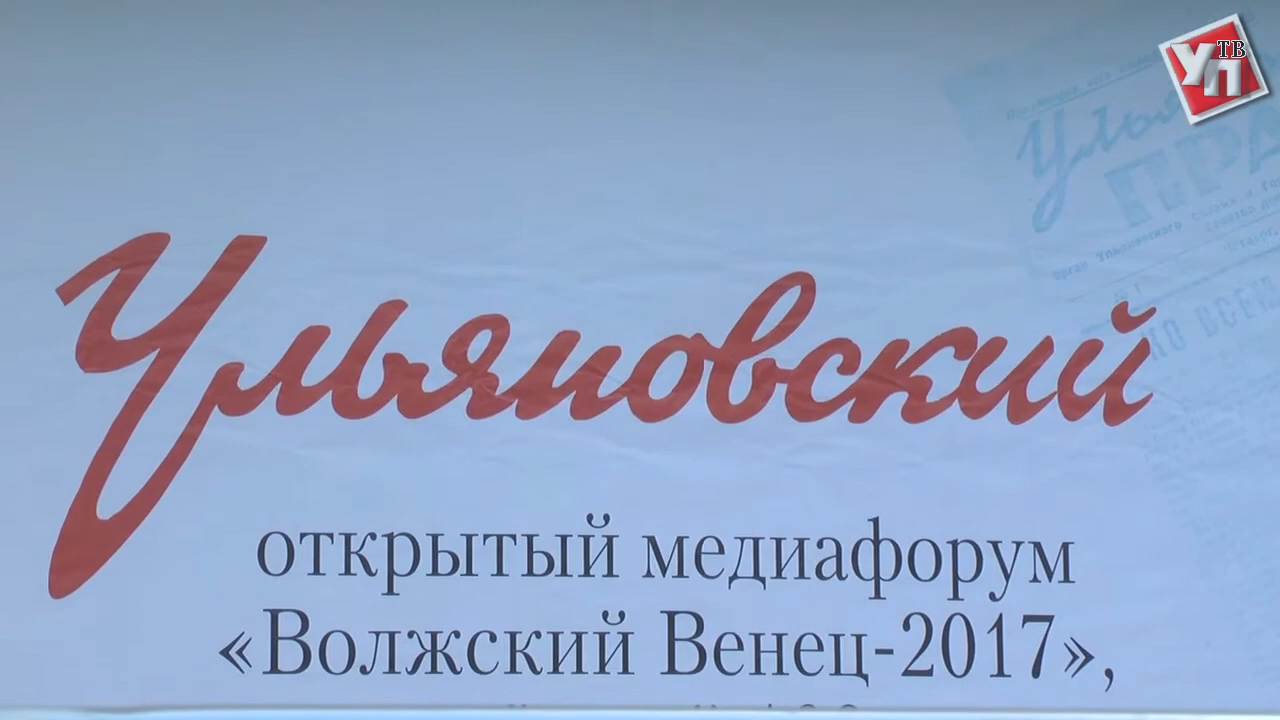 УП ТВ
Ульяновский
открытый медиафорум
«Волжский Венец-2017»,